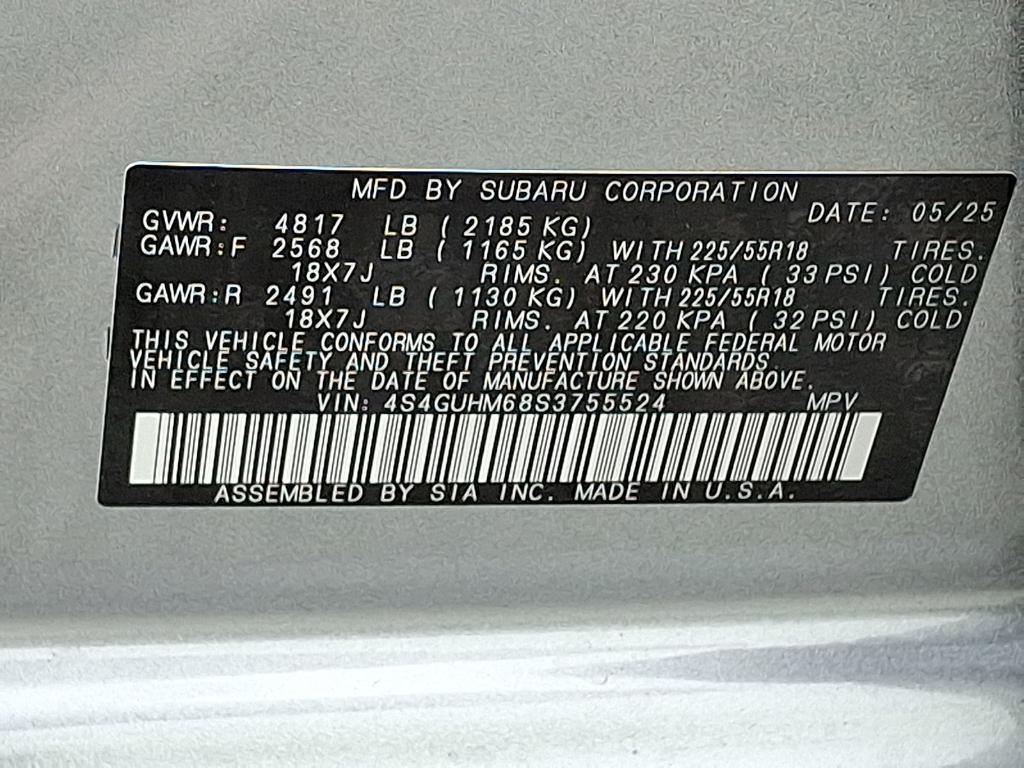 MFD BY SUBARU CORPORATION
DATE: 05/25
GVWR: 4817 LB ( 2185 KG)
GAWR:F 2568 LB ( 1165 KG) WITH 225/55R18 TIRES.
18X7J RIMS. AT 230 KPA ( 33 PSI) COLD
GAWR:R 2491 LB ( 1130 KG) WITH 225/55R18 TIRES.
18X7J RIMS. AT 220 KPA ( 32 PSI) COLD
THIS VEHICLE CONFORMS TO ALL APPLICABLE FEDERAL MOTOR
VEHICLE SAFETY AND THEFT PREVENTION STANDARDS
IN EFFECT ON THE DATE OF MANUFACTURE SHOWN ABOVE.
VIN: 4S4GUHM68S3755524 MPV
ASSEMBLED BY SIA INC. MADE IN U.S.A.